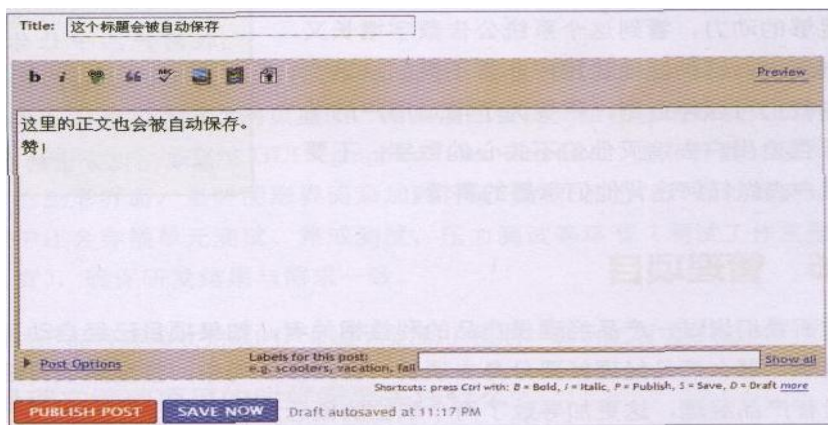 Title: 这个标题会被自动保存
b i ABC Preview
这里的正文也会被自动保存。
赞！
Post Options Labels for this post: Show all
e.g. scooters, vacation, fall
Shortcuts: press Ctrl with: B = Bold, I = Italic, P = Publish, S = Save, D = Draft more
PUBLISH POST SAVE NOW Draft autosaved at 11:17 PM